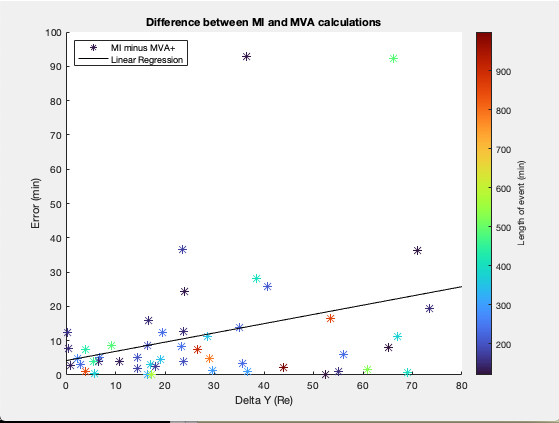 Difference between MI and MVA calculations
MI minus MVA+
Linear Regression
100
90
80
70
60
50
40
30
20
10
0
Error (min)
0 10 20 30 40 50 60 70 80
Delta Y (Re)
900
800
700
600
500
400
300
200
Length of event (min)